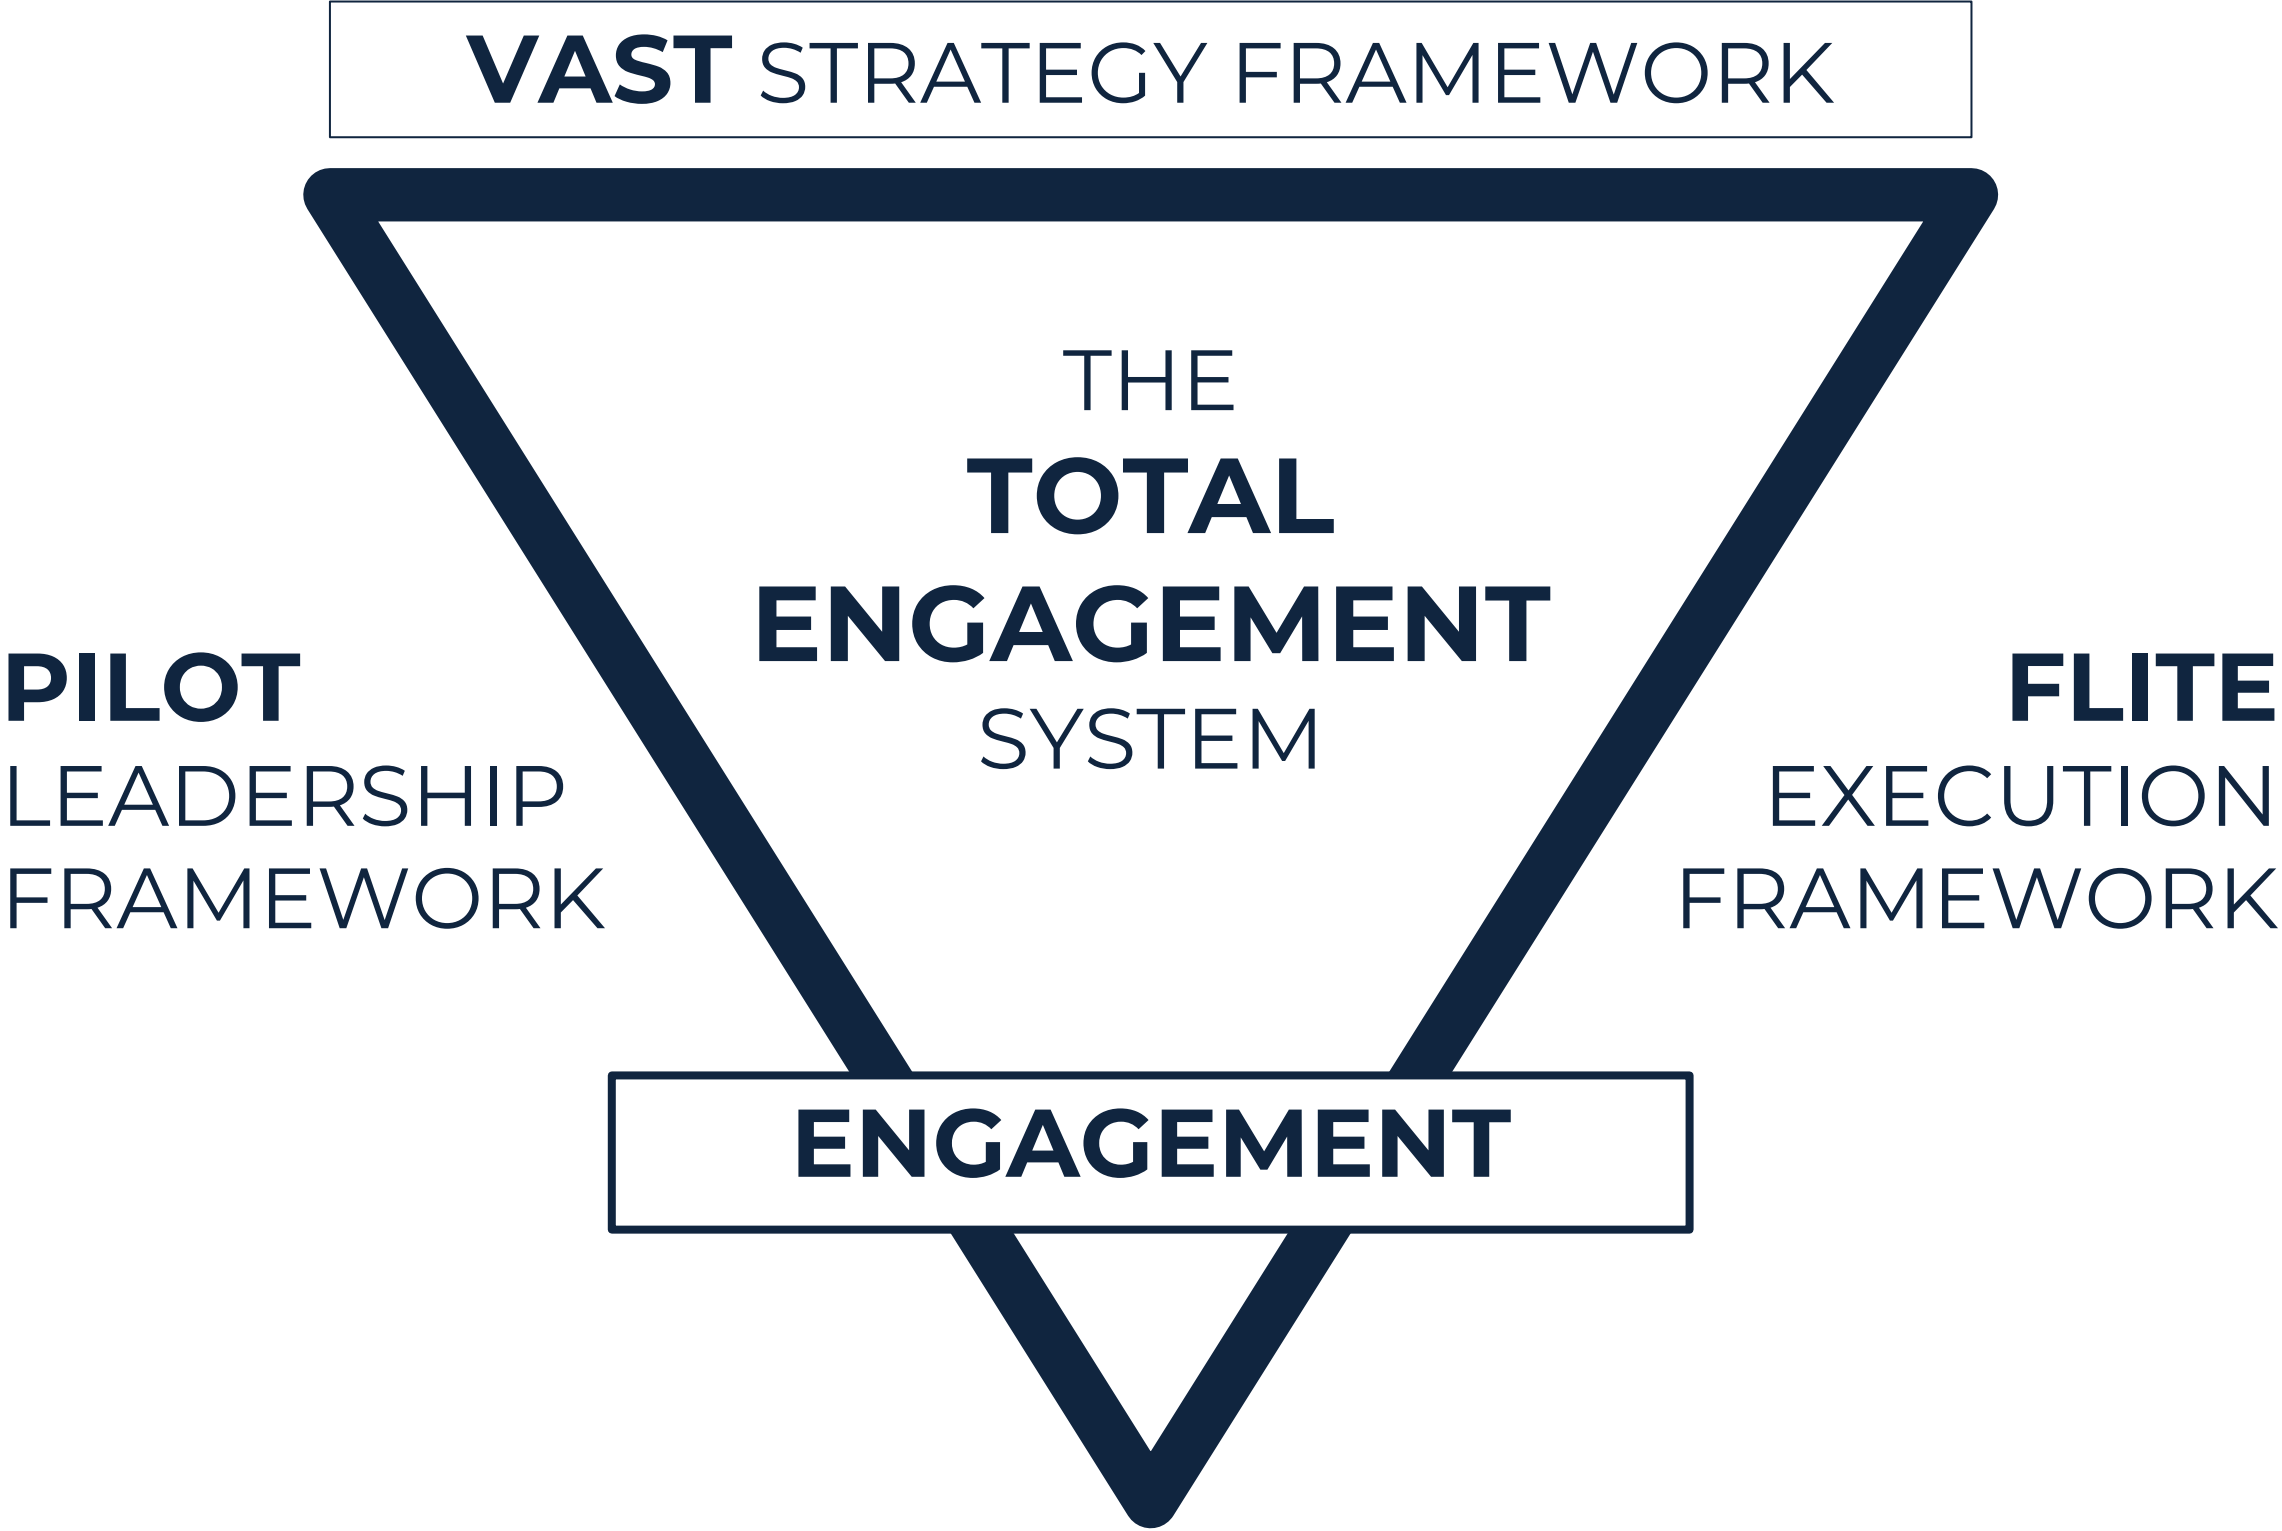 VAST STRATEGY FRAMEWORK
THE
TOTAL
ENGAGEMENT
SYSTEM
PILOT
LEADERSHIP
FRAMEWORK
FLITE
EXECUTION
FRAMEWORK
ENGAGEMENT